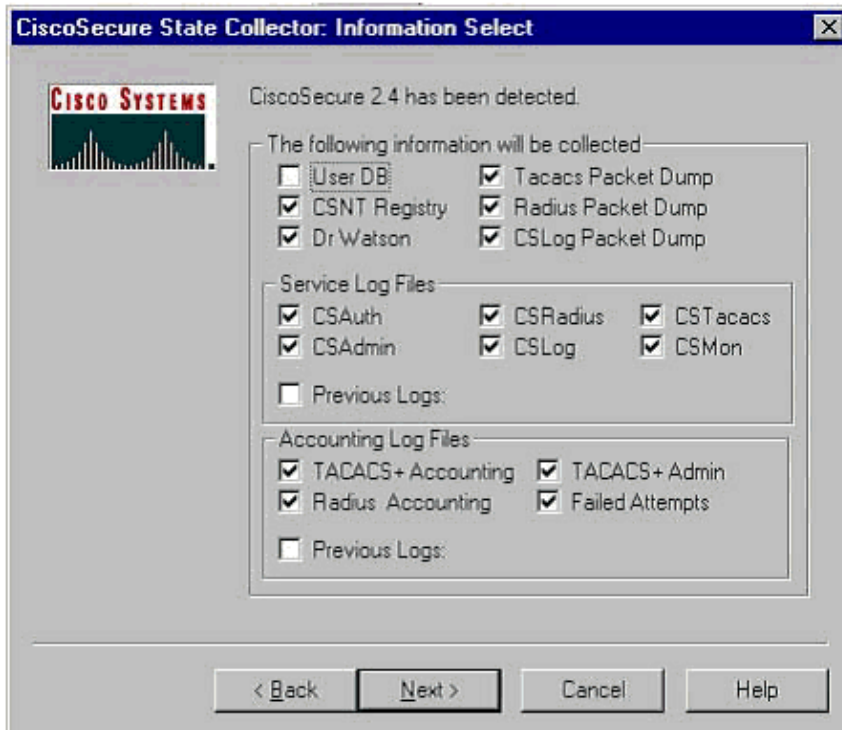 CiscoSecure State Collector: Information Select
CISCO SYSTEMS
CiscoSecure 2.4 has been detected.
The following information will be collected
User DB Tacacs Packet Dump
CSNT Registry Radius Packet Dump
Dr Watson CSLog Packet Dump
Service Log Files
CSAuth CSRadius CSTacacs
CSAdmin CSLog CSMon
Previous Logs:
Accounting Log Files
TACACS+ Accounting TACACS+ Admin
Radius Accounting Failed Attempts
Previous Logs:
< Back Next > Cancel Help